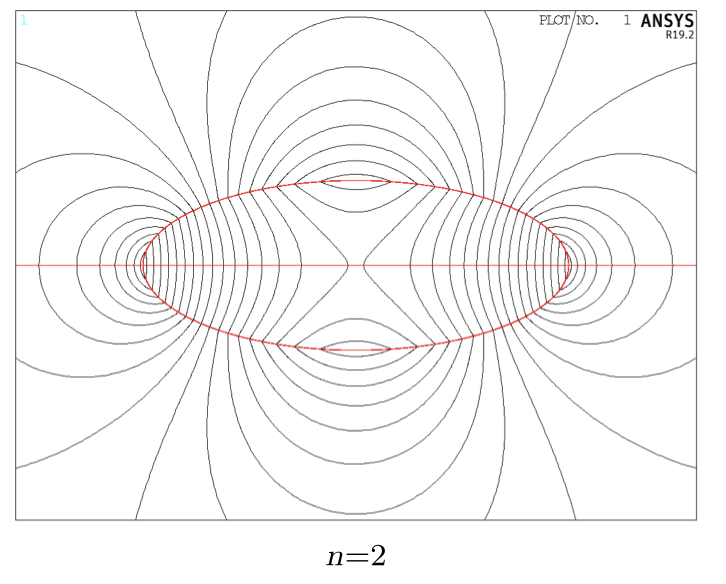 1
PLOT NO. 1 ANSYS
R19.2
n=2